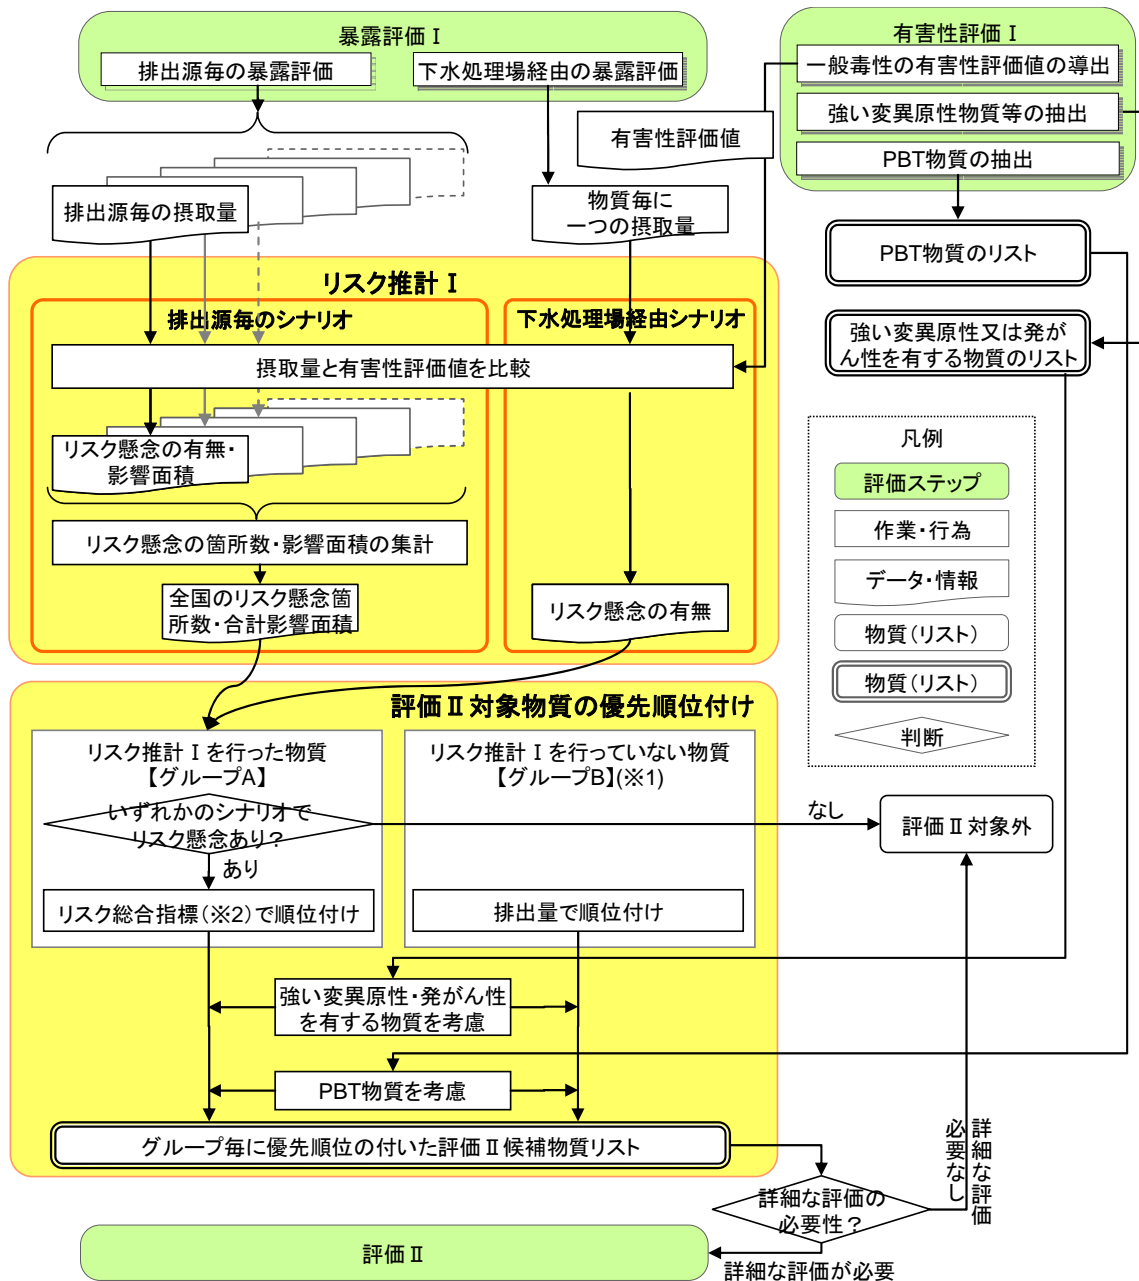 暴露評価Ⅰ
排出源毎の暴露評価
下水処理場経由の暴露評価
有害性評価Ⅰ
一般毒性の有害性評価値の導出
強い変異原性物質等の抽出
PBT物質の抽出
有害性評価値
排出源毎の摂取量
物質毎に
一つの摂取量
PBT物質のリスト
リスク推計Ⅰ
排出源毎のシナリオ
下水処理場経由シナリオ
強い変異原性又は発が
ん性を有する物質のリスト
摂取量と有害性評価値を比較
リスク懸念の有無・
影響面積
リスク懸念の箇所数・影響面積の集計
全国のリスク懸念箇
所数・合計影響面積
リスク懸念の有無
凡例
評価ステップ
作業・行為
データ・情報
物質（リスト）
物質（リスト）
判断
評価Ⅱ対象物質の優先順位付け
リスク推計Ⅰを行った物質
【グループA】
リスク推計Ⅰを行っていない物質
【グループB】(※1)
いずれかのシナリオで
リスク懸念あり？
なし
評価Ⅱ対象外
あり
リスク総合指標（※2）で順位付け
排出量で順位付け
強い変異原性・発がん性
を有する物質を考慮
PBT物質を考慮
グループ毎に優先順位の付いた評価Ⅱ候補物質リスト
詳細な評価の
必要性？
詳細な評価
必要なし
評価Ⅱ
詳細な評価が必要